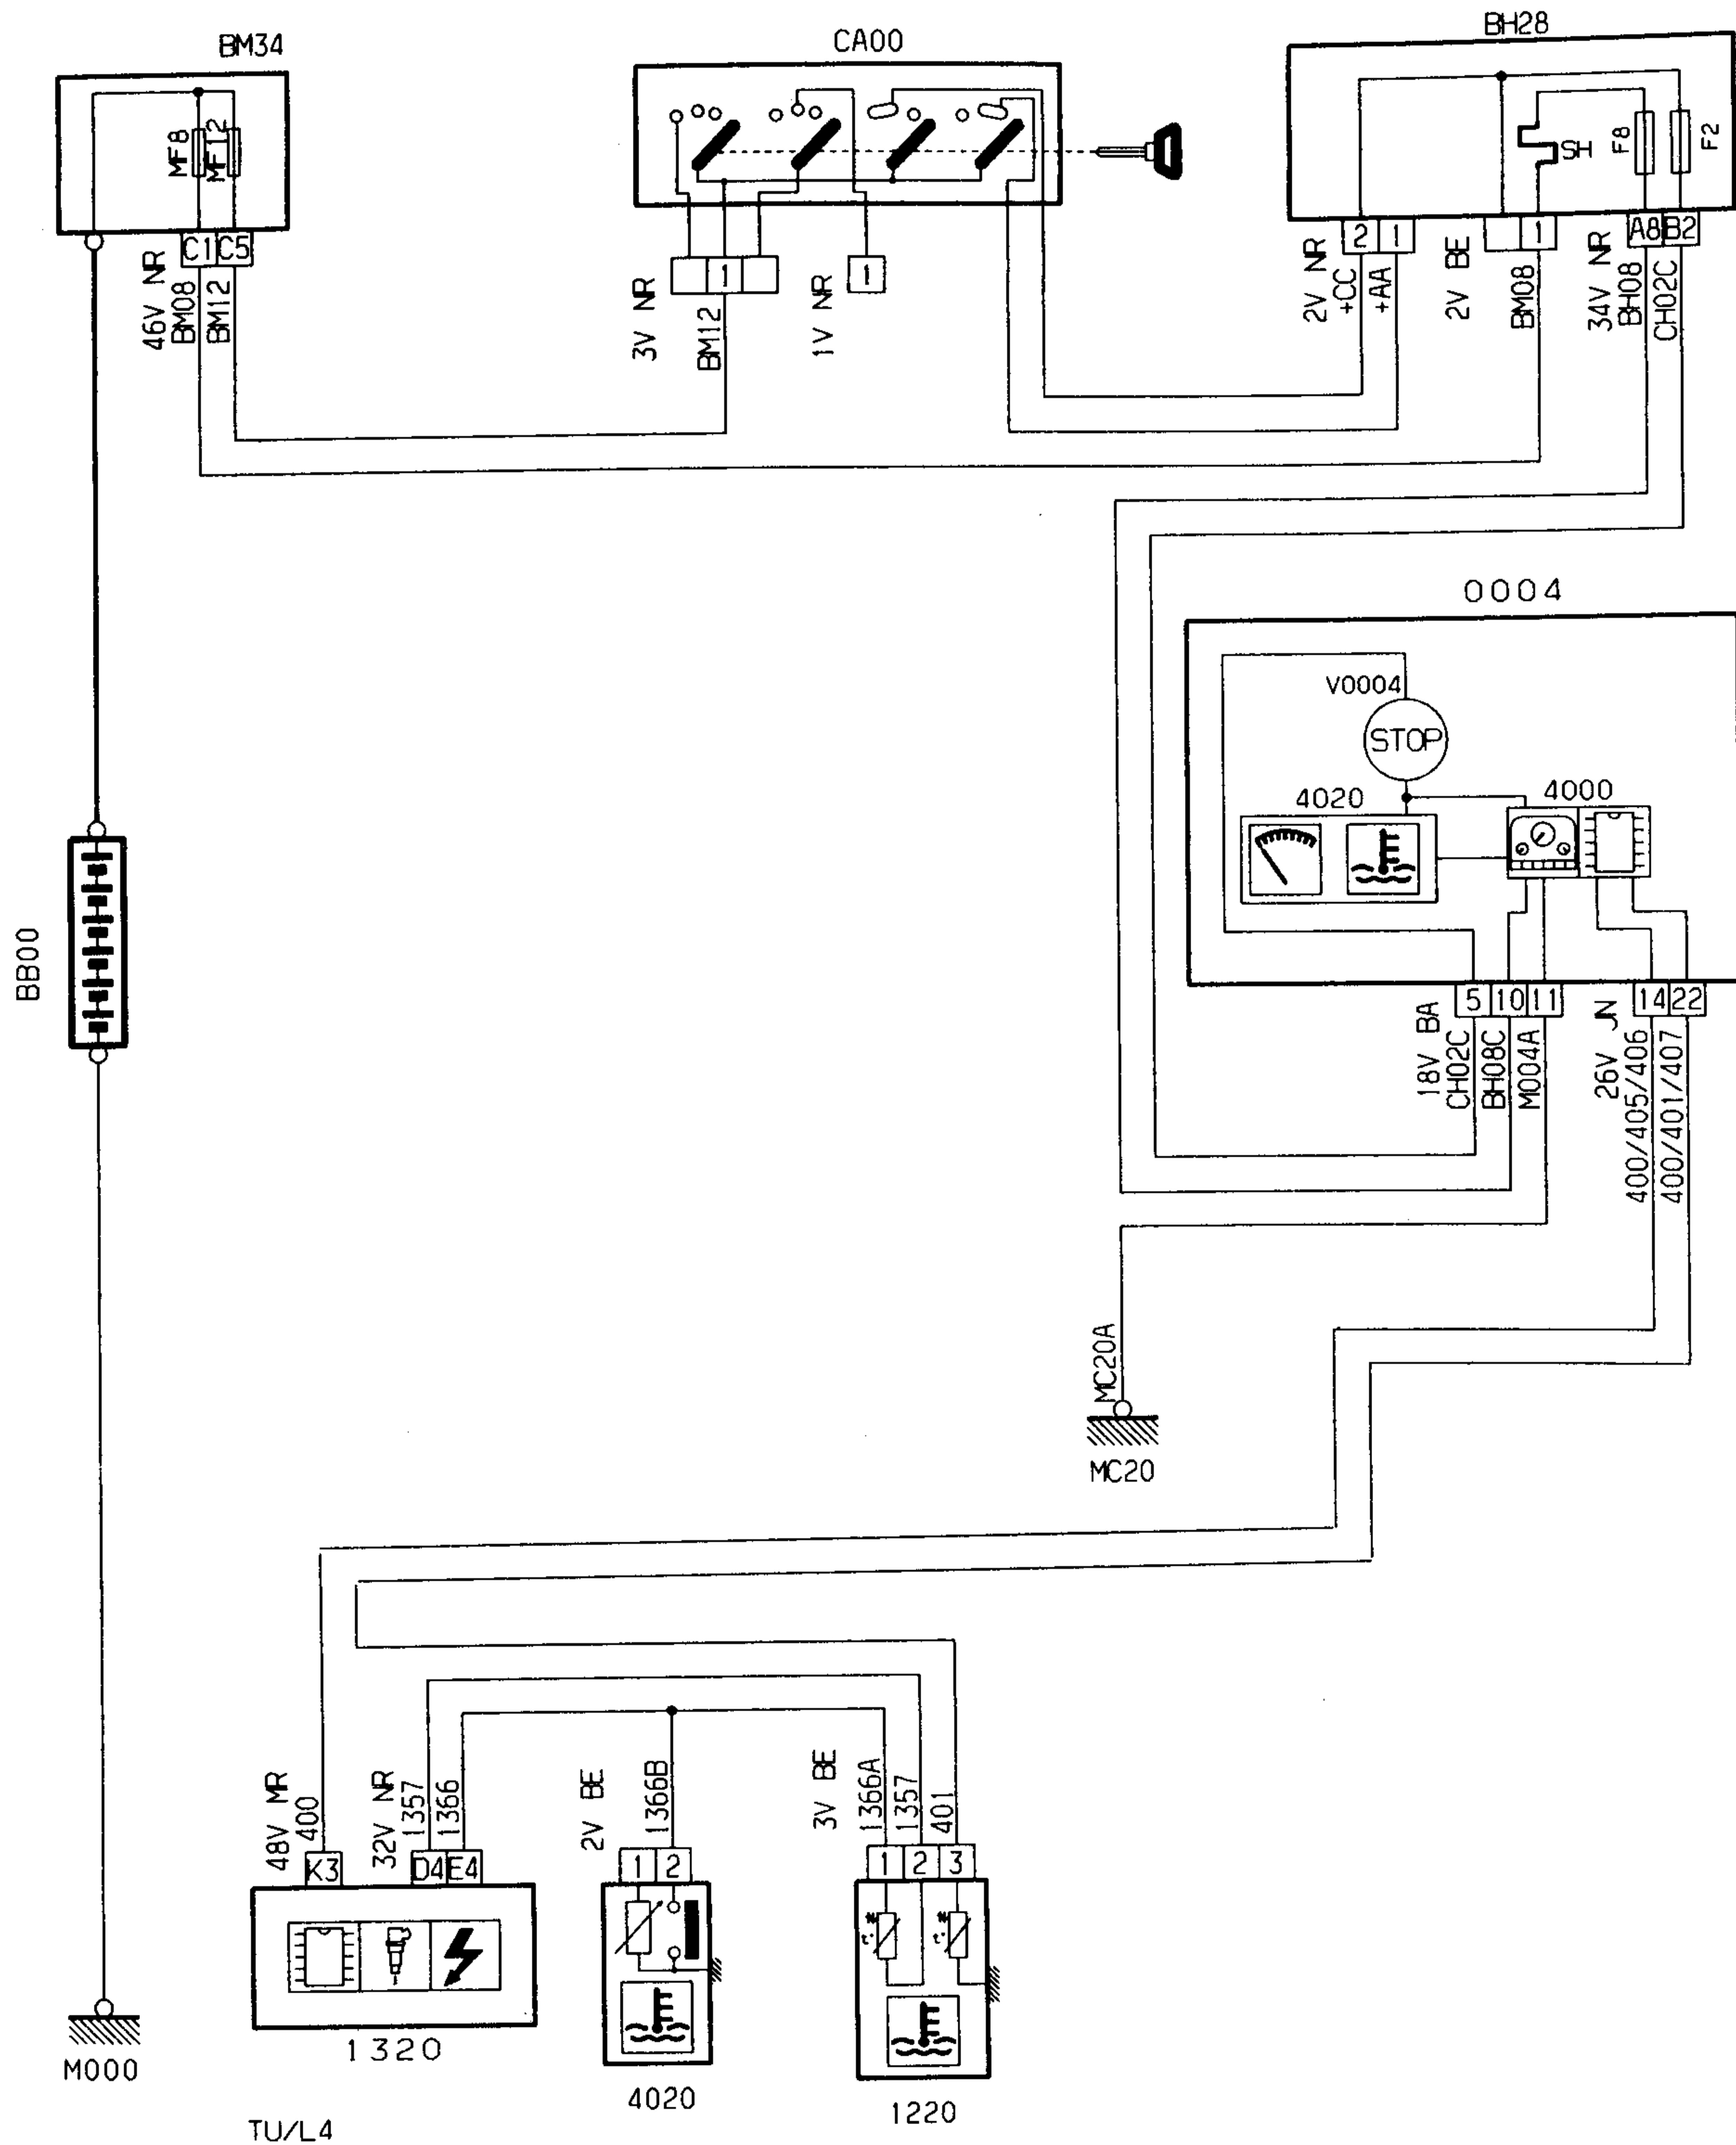 BM34
CA00
BH28
MF8
MF12
SH
F8
F2
C1 C5
1
1
2 1
1
A8 B2
46V NR
BM08
BM12
3V NR
BM12
1V NR
2V NR
+CC
+AA
2V BE
BM08
34V NR
BH08
CH02C
0004
V0004
STOP
4020
4000
BB00
5 10 11
14 22
18V BA
CH02C
BH08C
M004A
26V JN
400/405/406
400/401/407
MC20A
MC20
48V MR
400
32V NR
1357
1366
2V BE
1366B
3V BE
1366A
1357
401
K3
D4 E4
1 2
1 2 3
t°
t°
M000
1320
4020
1220
TU/L4